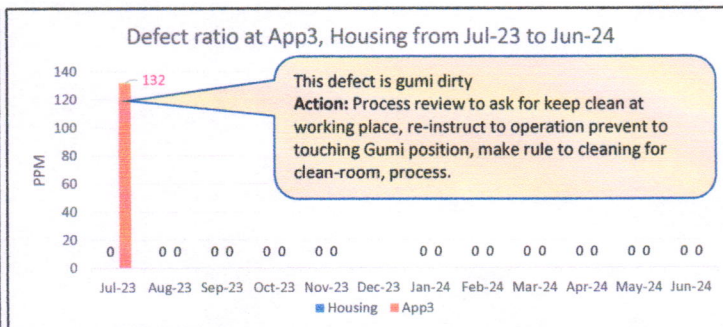 Defect ratio at App3, Housing from Jul-23 to Jun-24
140
120
100
80
60
40
20
0
PPM
132
This defect is gumi dirty
Action: Process review to ask for keep clean at
working place, re-instruct to operation prevent to
touching Gumi position, make rule to cleaning for
clean-room, process.
0 0 0 0 0 0 0 0 0 0 0 0 0 0 0 0 0 0 0 0 0
Jul-23 Aug-23 Sep-23 Oct-23 Nov-23 Dec-23 Jan-24 Feb-24 Mar-24 Apr-24 May-24 Jun-24
Housing App3